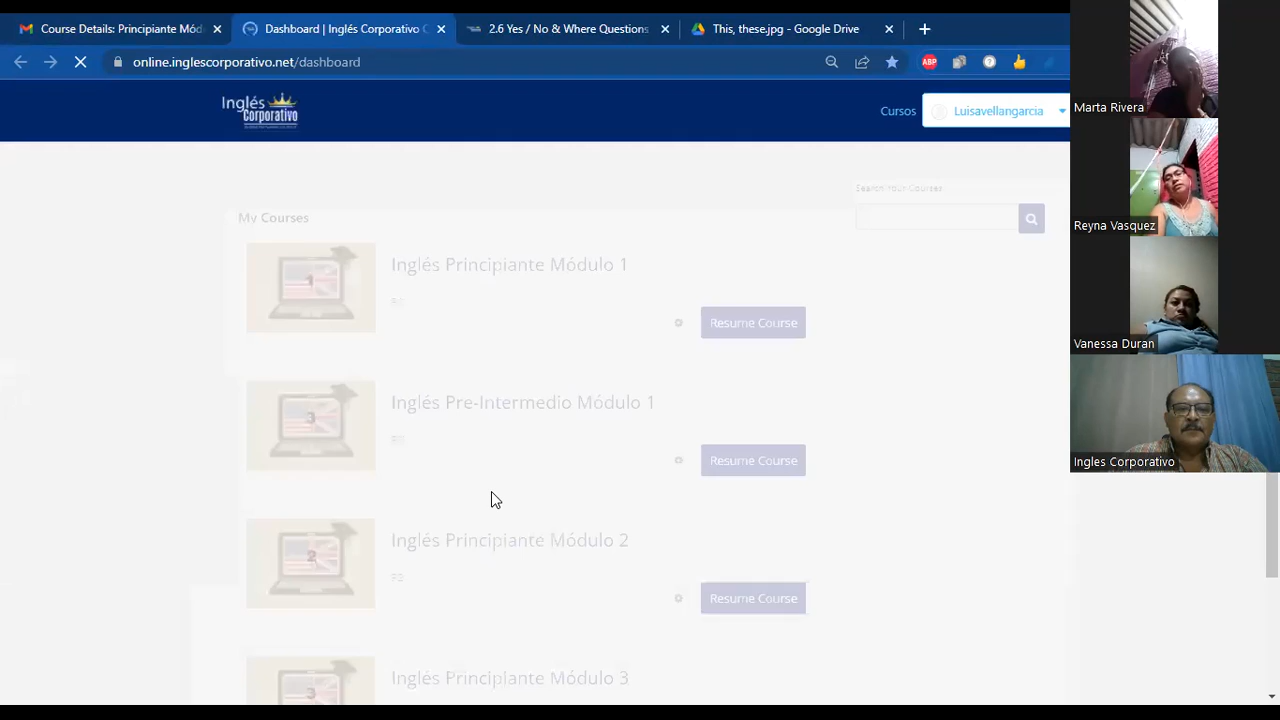 Course Details: Principiante Mód
Dashboard | Inglés Corporativo C
2.6 Yes / No & Where Questions
This, these.jpg - Google Drive
online.inglescorporativo.net/dashboard
ABP
Inglés
Corporativo
Cursos
Luisavellangarcia
Search Your Courses
My Courses
Inglés Principiante Módulo 1
Resume Course
Inglés Pre-Intermedio Módulo 1
Resume Course
Inglés Principiante Módulo 2
2
Resume Course
Inglés Principiante Módulo 3
Marta Rivera
Reyna Vasquez
Vanessa Duran
Ingles Corporativo